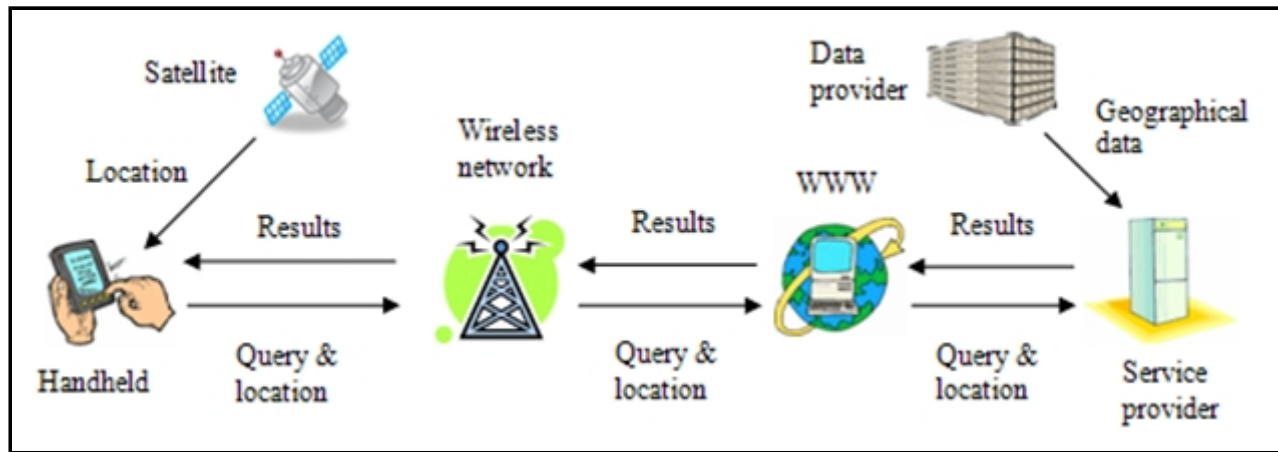 Satellite
Data
provider
Geographical
data
Wireless
network
Location
WWW
Results
Results
Results
Query &
location
Query &
location
Query &
location
Handheld
Service
provider